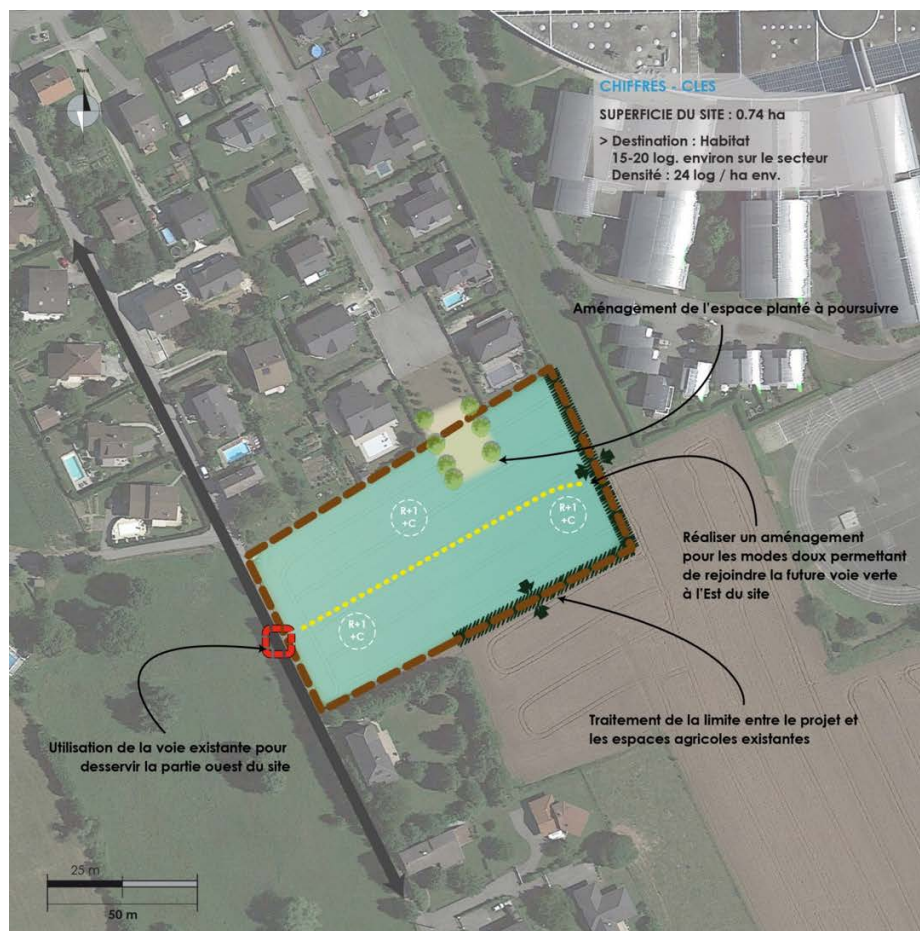 Nord
CHIFFRES - CLES
SUPERFICIE DU SITE : 0.74 ha
> Destination : Habitat
15-20 log. environ sur le secteur
Densité : 24 log / ha env.
Aménagement de l'espace planté à poursuivre
R+1
+C
R+1
+C
Réaliser un aménagement
pour les modes doux permettant
de rejoindre la future voie verte
à l'Est du site
R+1
+C
Traitement de la limite entre le projet et
les espaces agricoles existantes
Utilisation de la voie existante pour
desservir la partie ouest du site
25 m
50 m